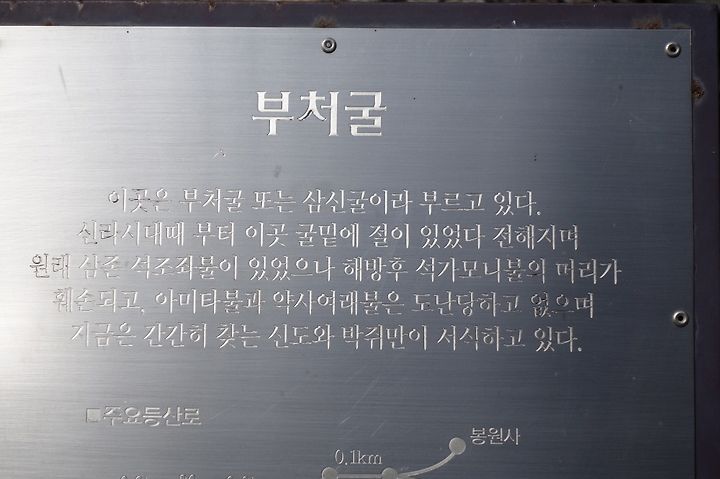 부처굴
이곳은 부처굴 또는 삼신굴이라 부르고 있다.
신라시대때 부터 이곳 굴밑에 절이 있었다 전해지며
원래 삼존 석조좌불이 있었으나 해방후 석가모니불의 머리가
훼손되고, 아미타불과 약사여래불은 도난당하고 없으며
지금은 간간히 찾는 신도와 박쥐만이 서식하고 있다.
□주요등산로
봉원사
0.1km